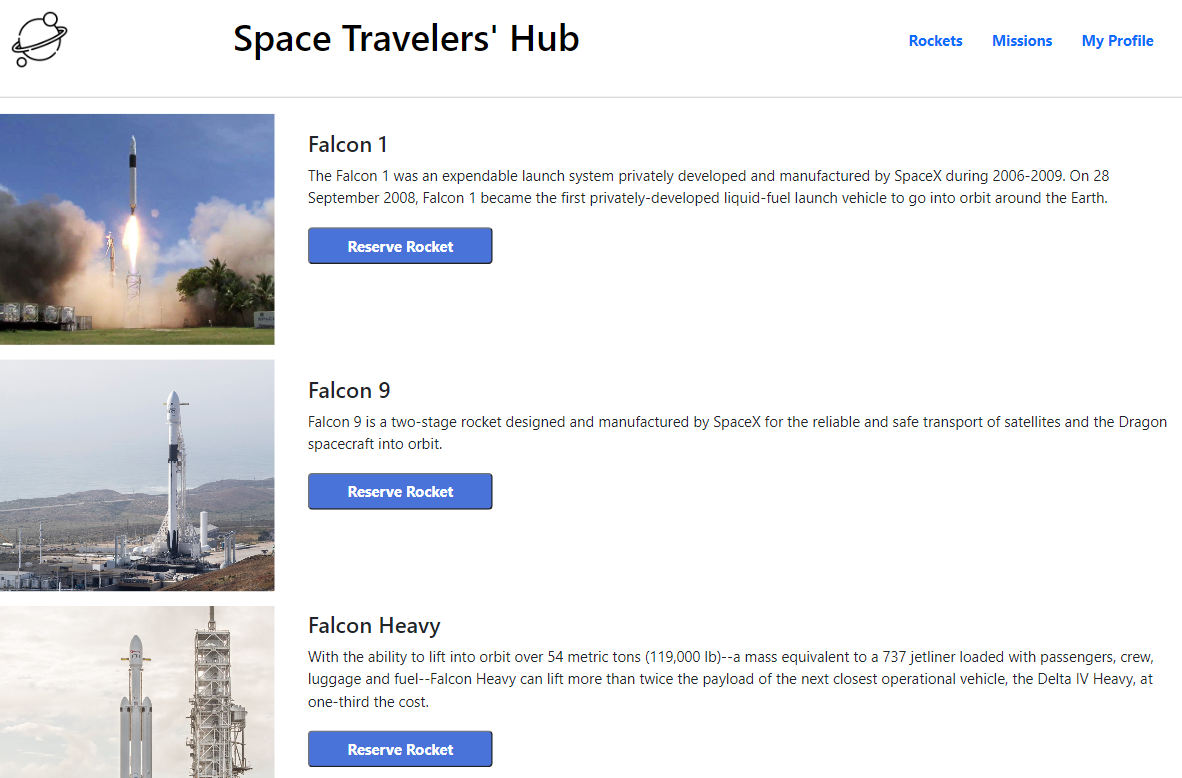 Space Travelers' Hub
Rockets
Missions
My Profile
Falcon 1
The Falcon 1 was an expendable launch system privately developed and manufactured by SpaceX during 2006-2009. On 28
September 2008, Falcon 1 became the first privately-developed liquid-fuel launch vehicle to go into orbit around the Earth.
Reserve Rocket
Falcon 9
Falcon 9 is a two-stage rocket designed and manufactured by SpaceX for the reliable and safe transport of satellites and the Dragon
spacecraft into orbit.
Reserve Rocket
Falcon Heavy
With the ability to lift into orbit over 54 metric tons (119,000 lb)--a mass equivalent to a 737 jetliner loaded with passengers, crew,
luggage and fuel--Falcon Heavy can lift more than twice the payload of the next closest operational vehicle, the Delta IV Heavy, at
one-third the cost.
Reserve Rocket